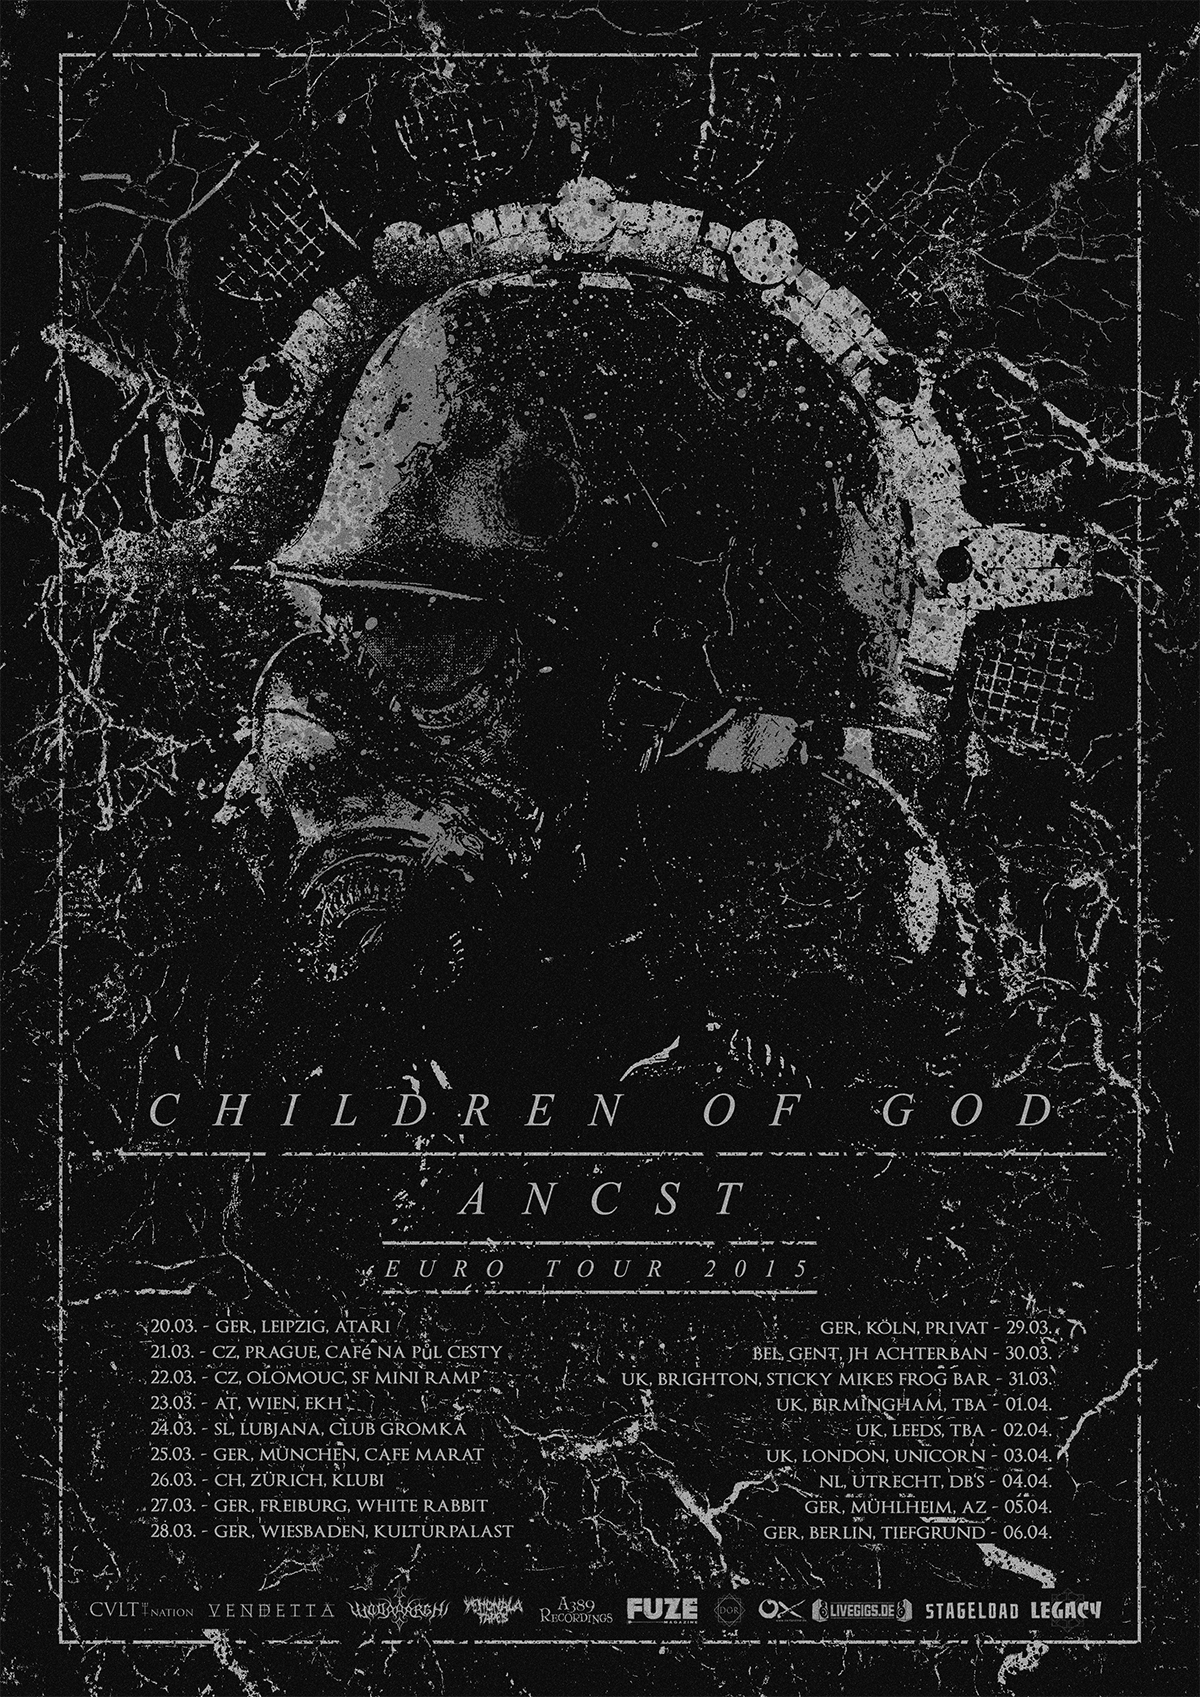 CHILDREN OF GOD
ANCST
EURO TOUR 2015
20.03. - GER, LEIPZIG, ATARI
21.03. - CZ, PRAGUE, CAFé NA PůL CESTY
22.03. - CZ, OLOMOUC, SF MINI RAMP
23.03. - AT, WIEN, EKH
24.03. - SL, LUBJANA, CLUB GROMKA
25.03. - GER, MÜNCHEN, CAFE MARAT
26.03. - CH, ZÜRICH, KLUBI
27.03. - GER, FREIBURG, WHITE RABBIT
28.03. - GER, WIESBADEN, KULTURPALAST
GER, KÖLN, PRIVAT - 29.03.
BEL, GENT, JH ACHTERBAN - 30.03.
UK, BRIGHTON, STICKY MIKES FROG BAR - 31.03.
UK, BIRMINGHAM, TBA - 01.04.
UK, LEEDS, TBA - 02.04.
UK, LONDON, UNICORN - 03.04.
NL, UTRECHT, DB'S - 04.04.
GER, MÜHLHEIM, AZ - 05.04.
GER, BERLIN, TIEFGRUND - 06.04.
CVLT NATION VENDETTA YEHONALA TAPES A389 RECORDINGS FUZE MAGAZINE DOR OX LIVEGIGS.DE STAGELOAD LEGACY